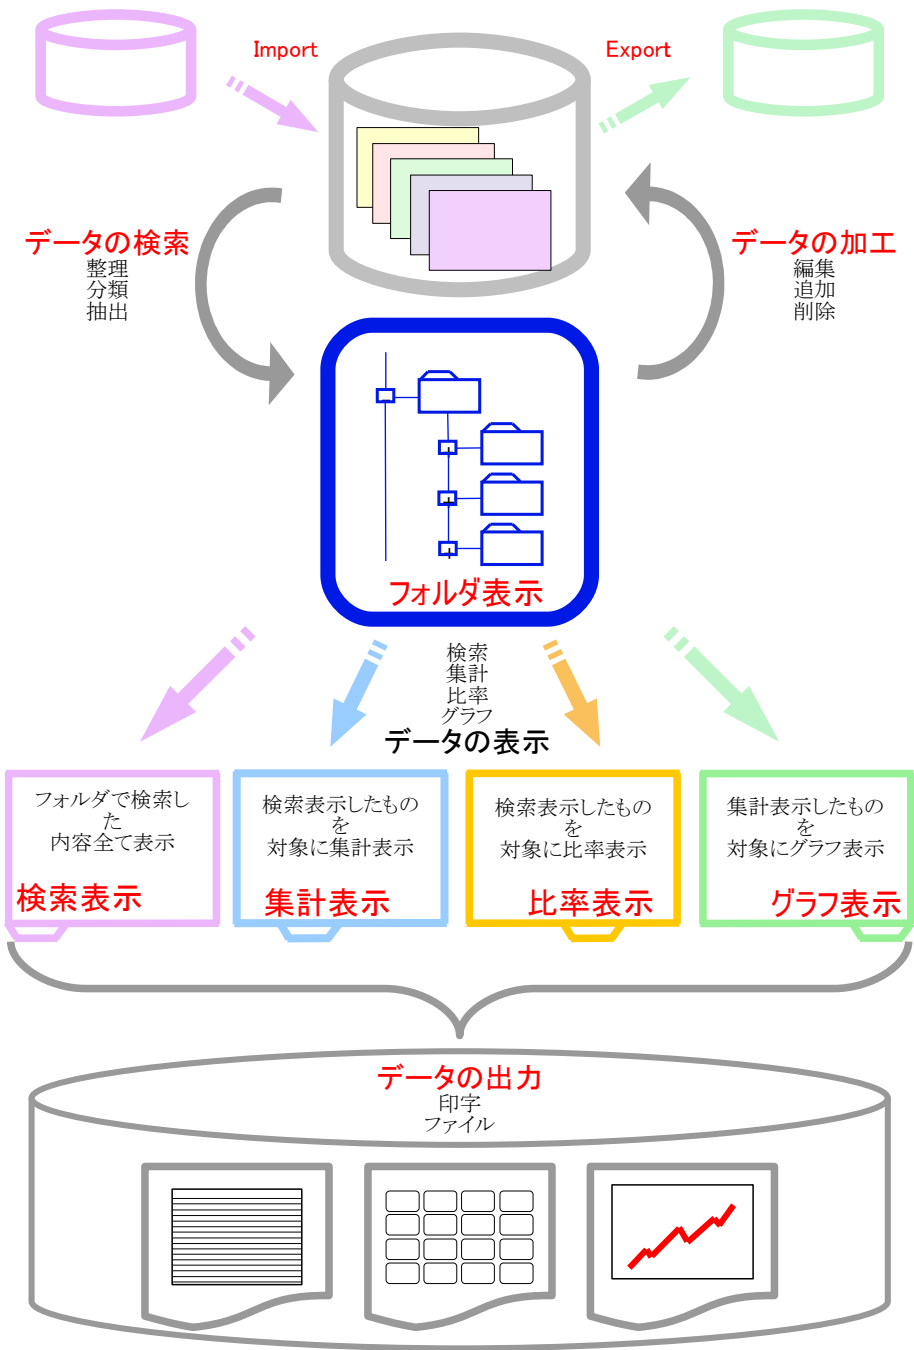 Import
Export
データの検索
整理
分類
抽出
データの加工
編集
追加
削除
フォルダ表示
検索
集計
比率
グラフ
データの表示
フォルダで検索し
た
内容全て表示
検索表示
検索表示したもの
を
対象に集計表示
集計表示
検索表示したもの
を
対象に比率表示
比率表示
集計表示したもの
を
対象にグラフ表示
グラフ表示
データの出力
印字
ファイル